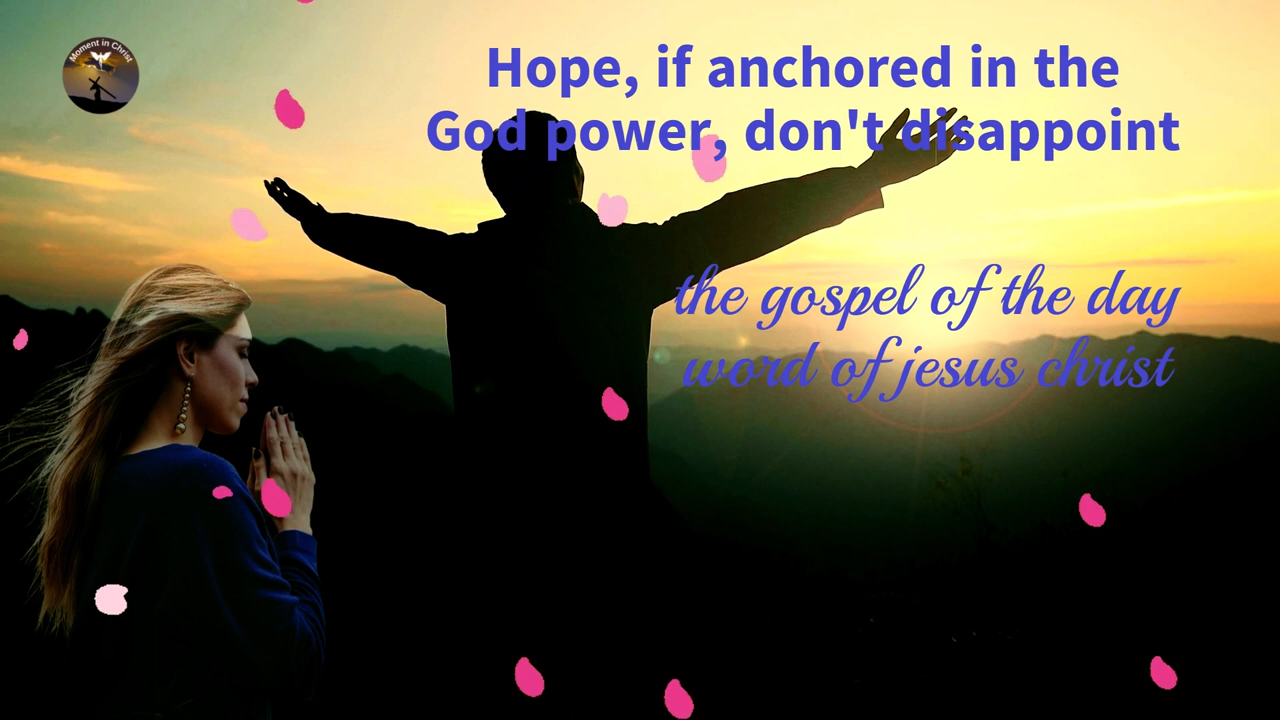 Moment in Christ
Hope, if anchored in the
God power, don't disappoint
the gospel of the day
word of jesus christ